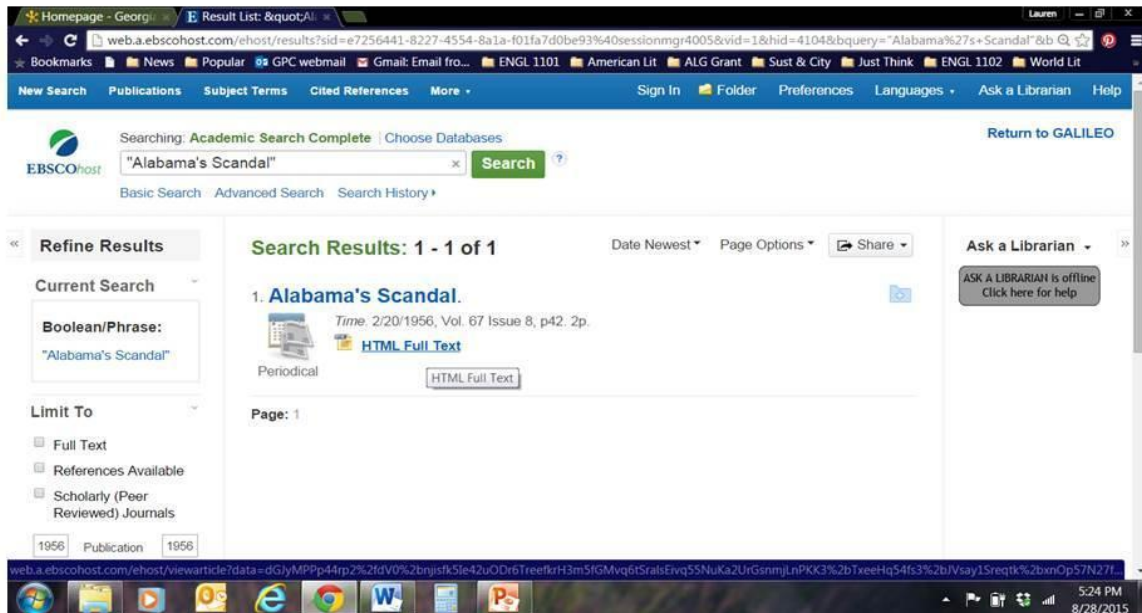 Homepage - Georgi
Result List: &quot;Al
Lauren
web.a.ebscohost.com/ehost/results?sid=e7256441-8227-4554-8a1a-f01fa7d0be93%40sessionmgr4005&vid=1&hid=4104&bquery="Alabama%27s+Scandal"&b
Bookmarks News Popular GPC webmail Gmail: Email fro... ENGL 1101 American Lit ALG Grant Sust & City Just Think ENGL 1102 World Lit
New Search Publications Subject Terms Cited References More Sign In Folder Preferences Languages Ask a Librarian Help
Searching: Academic Search Complete Choose Databases
Return to GALILEO
EBSCOhost
"Alabama's Scandal" × Search ?
Basic Search Advanced Search Search History
« Refine Results
Search Results: 1 - 1 of 1
Date Newest Page Options Share
Ask a Librarian »
Current Search
ASK A LIBRARIAN is offline
Click here for help
1. Alabama's Scandal.
Boolean/Phrase:
Time. 2/20/1956, Vol. 67 Issue 8, p42. 2p.
"Alabama's Scandal"
HTML Full Text
Periodical
HTML Full Text
Limit To
Page: 1
Full Text
References Available
Scholarly (Peer
Reviewed) Journals
1956 Publication 1956
5:24 PM
8/28/2015